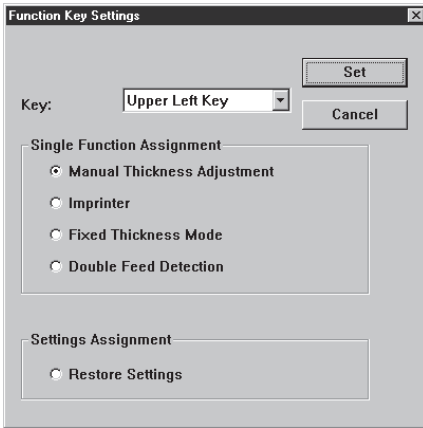 Function Key Settings
Set
Key:
Upper Left Key
Cancel
Single Function Assignment
Manual Thickness Adjustment
Imprinter
Fixed Thickness Mode
Double Feed Detection
Settings Assignment
Restore Settings